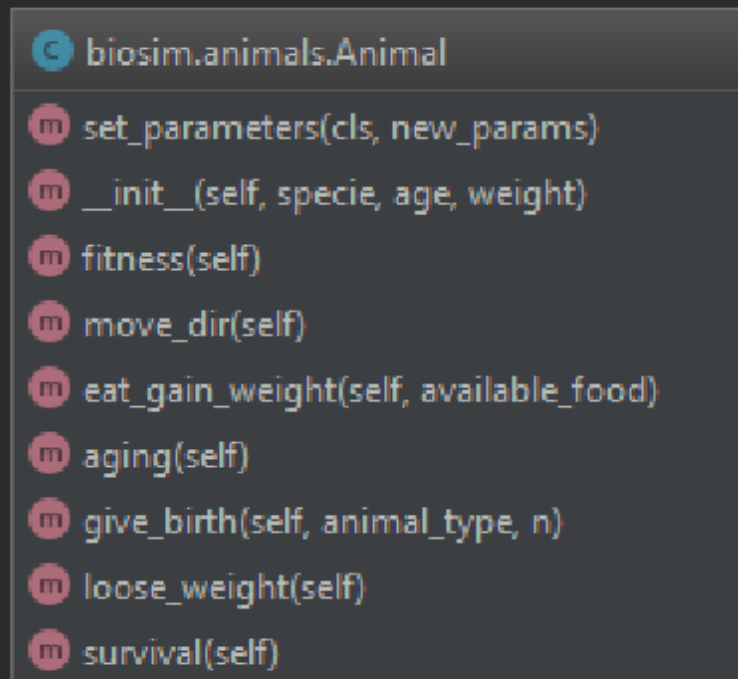 C biosim.animals.Animal
m set_parameters(cls, new_params)
m __init__(self, specie, age, weight)
m fitness(self)
m move_dir(self)
m eat_gain_weight(self, available_food)
m aging(self)
m give_birth(self, animal_type, n)
m loose_weight(self)
m survival(self)